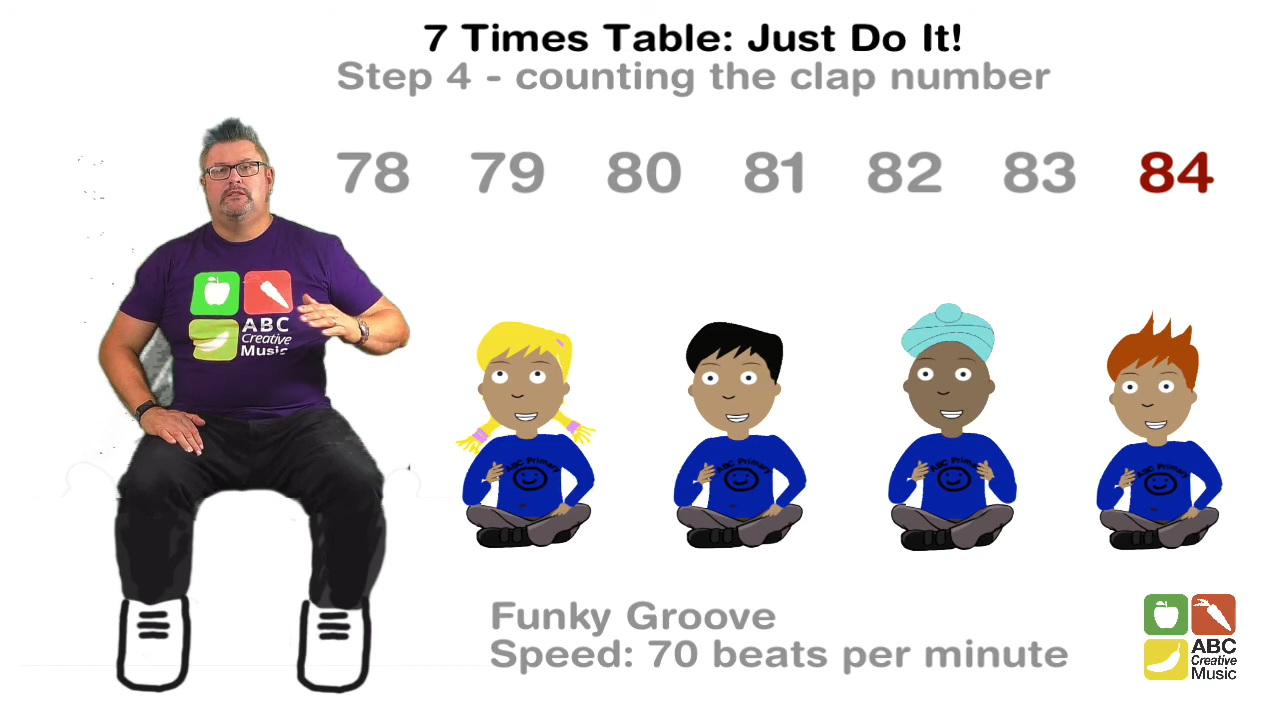 7 Times Table: Just Do It!
Step 4 - counting the clap number
78 79 80 81 82 83 84
ABC
Creative
Music
ABC Primary
ABC Primary
ABC Primary
ABC Primary
Funky Groove
Speed: 70 beats per minute
ABC
Creative
Music